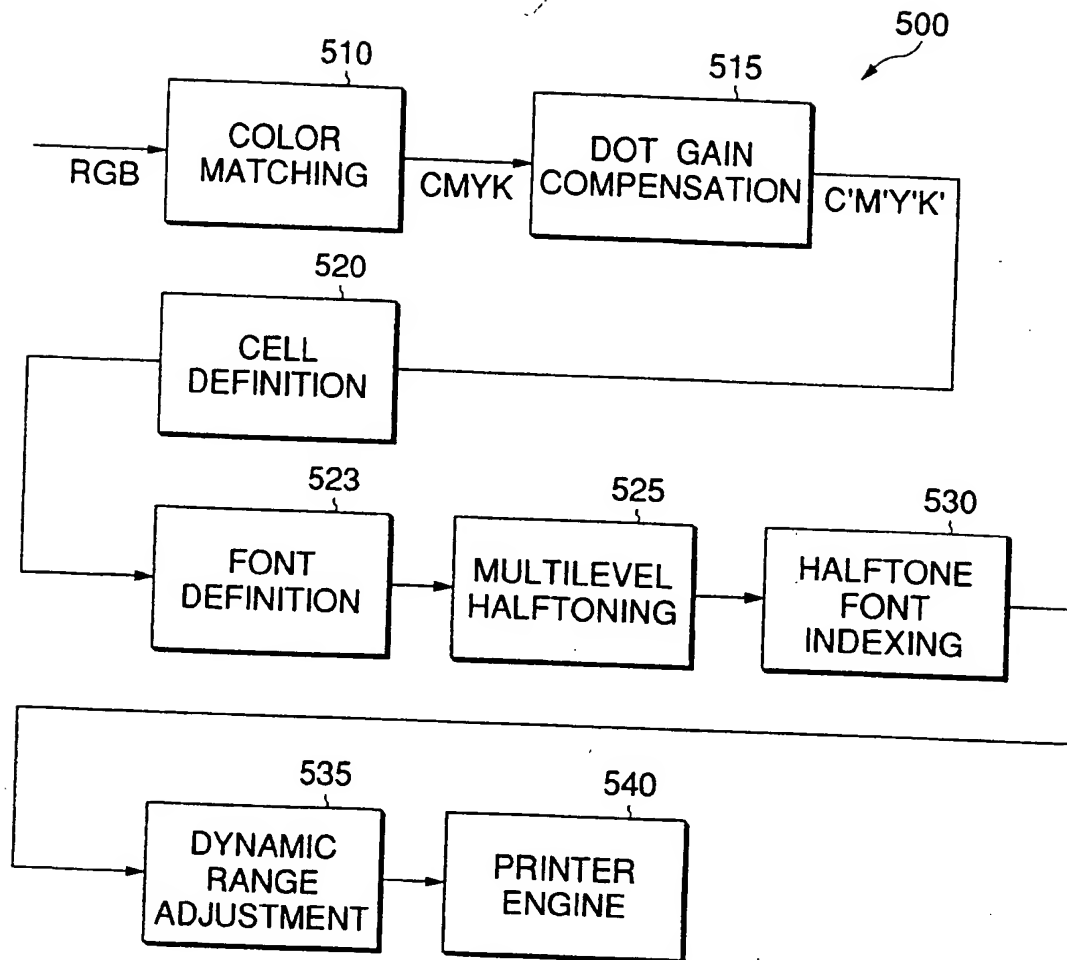 500
510
515
COLOR
MATCHING
DOT GAIN
COMPENSATION
RGB
CMYK
C'M'Y'K'
520
CELL
DEFINITION
523
525
530
FONT
DEFINITION
MULTILEVEL
HALFTONING
HALFTONE
FONT
INDEXING
535
540
DYNAMIC
RANGE
ADJUSTMENT
PRINTER
ENGINE